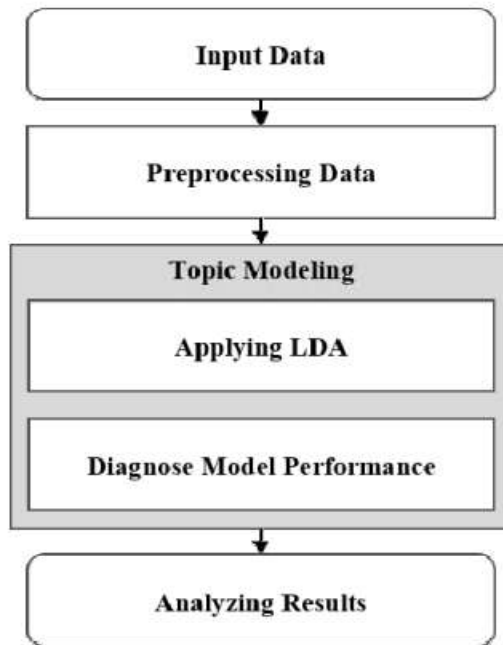 Input Data
Preprocessing Data
Topic Modeling
Applying LDA
Diagnose Model Performance
Analyzing Results